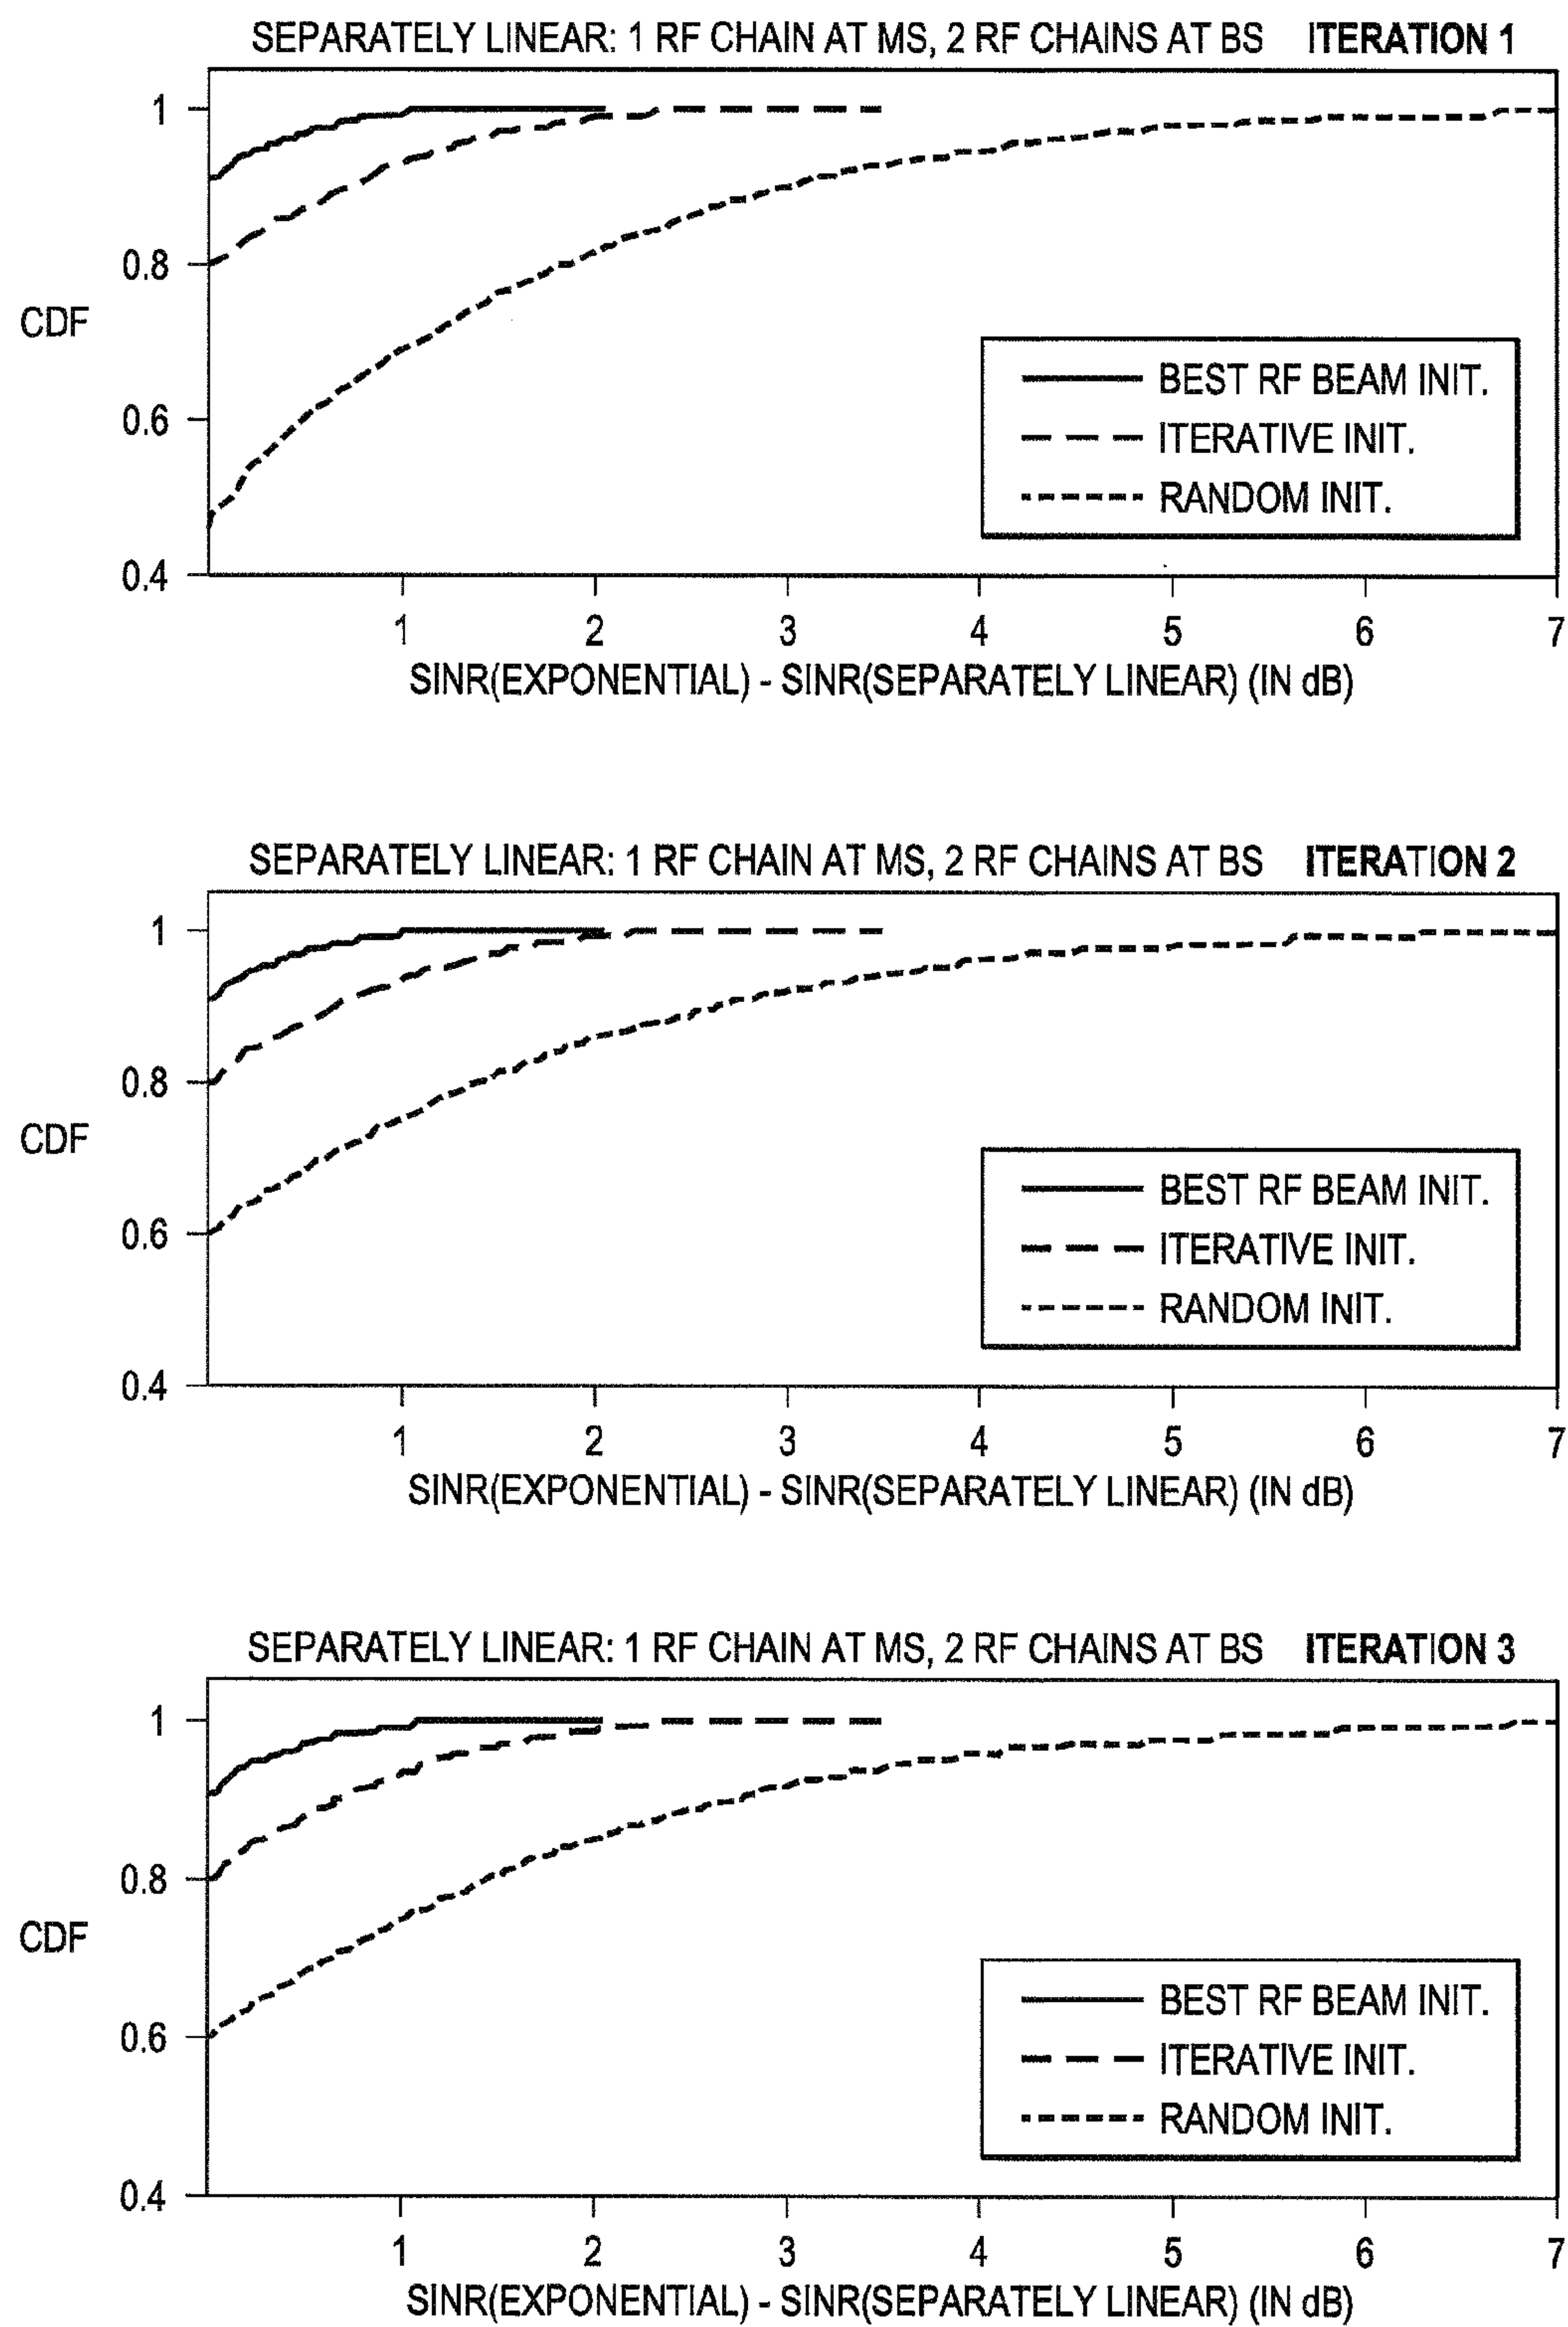 SEPARATELY LINEAR: 1 RF CHAIN AT MS, 2 RF CHAINS AT BS ITERATION 1
1
0.8
CDF
0.6
0.4
BEST RF BEAM INIT.
ITERATIVE INIT.
RANDOM INIT.
1 2 3 4 5 6 7
SINR(EXPONENTIAL) - SINR(SEPARATELY LINEAR) (IN dB)
SEPARATELY LINEAR: 1 RF CHAIN AT MS, 2 RF CHAINS AT BS ITERATION 2
1
0.8
CDF
0.6
0.4
BEST RF BEAM INIT.
ITERATIVE INIT.
RANDOM INIT.
1 2 3 4 5 6 7
SINR(EXPONENTIAL) - SINR(SEPARATELY LINEAR) (IN dB)
SEPARATELY LINEAR: 1 RF CHAIN AT MS, 2 RF CHAINS AT BS ITERATION 3
1
0.8
CDF
0.6
0.4
BEST RF BEAM INIT.
ITERATIVE INIT.
RANDOM INIT.
1 2 3 4 5 6 7
SINR(EXPONENTIAL) - SINR(SEPARATELY LINEAR) (IN dB)